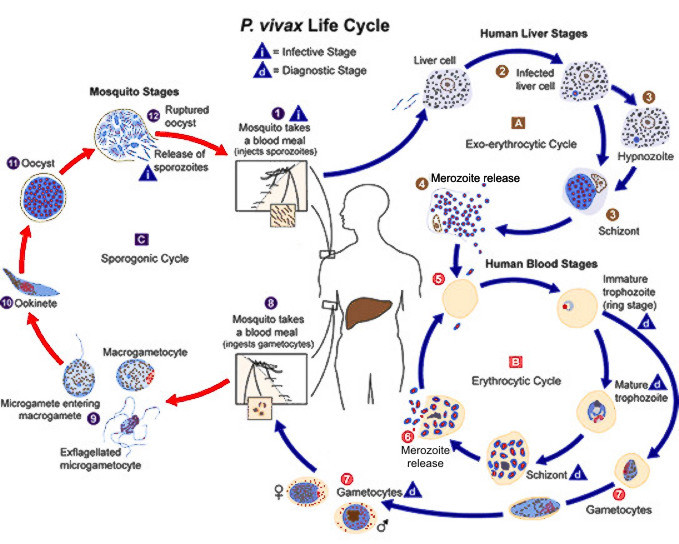 P. vivax Life Cycle
i = Infective Stage
d = Diagnostic Stage
Human Liver Stages
Liver cell
2 Infected
liver cell
3
Hypnozoite
A
Exo-erythrocytic Cycle
3
Schizont
4 Merozoite release
Mosquito Stages
12 Ruptured
oocyst
Release of
sporozoites
i
11 Oocyst
C
Sporogonic Cycle
10 Ookinete
1 i
Mosquito takes
a blood meal
(injects sporozoites)
8
Mosquito takes
a blood meal
(ingests gametocytes)
Macrogametocyte
Microgamete entering
macrogamete 9
Exflagellated
microgametocyte
Human Blood Stages
5
Immature
trophozoite
(ring stage)
d
B
Erythrocytic Cycle
Mature d
trophozoite
6
Merozoite
release
Schizont d
7
Gametocytes
7
Gametocytes d
♀
♂